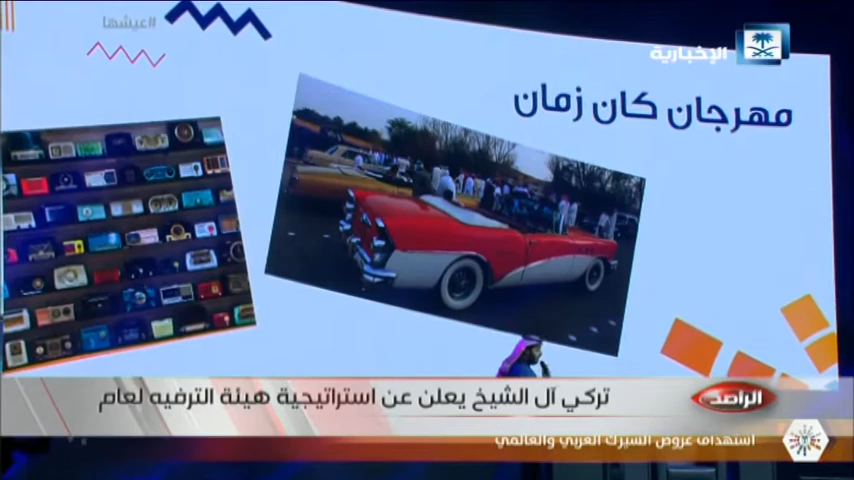 #عيشها
الإخبارية
مهرجان كان زمان
تركي آل الشيخ يعلن عن استراتيجية هيئة الترفيه لعام
الراصد
استهداف عروض السيرك العربي والعالمي